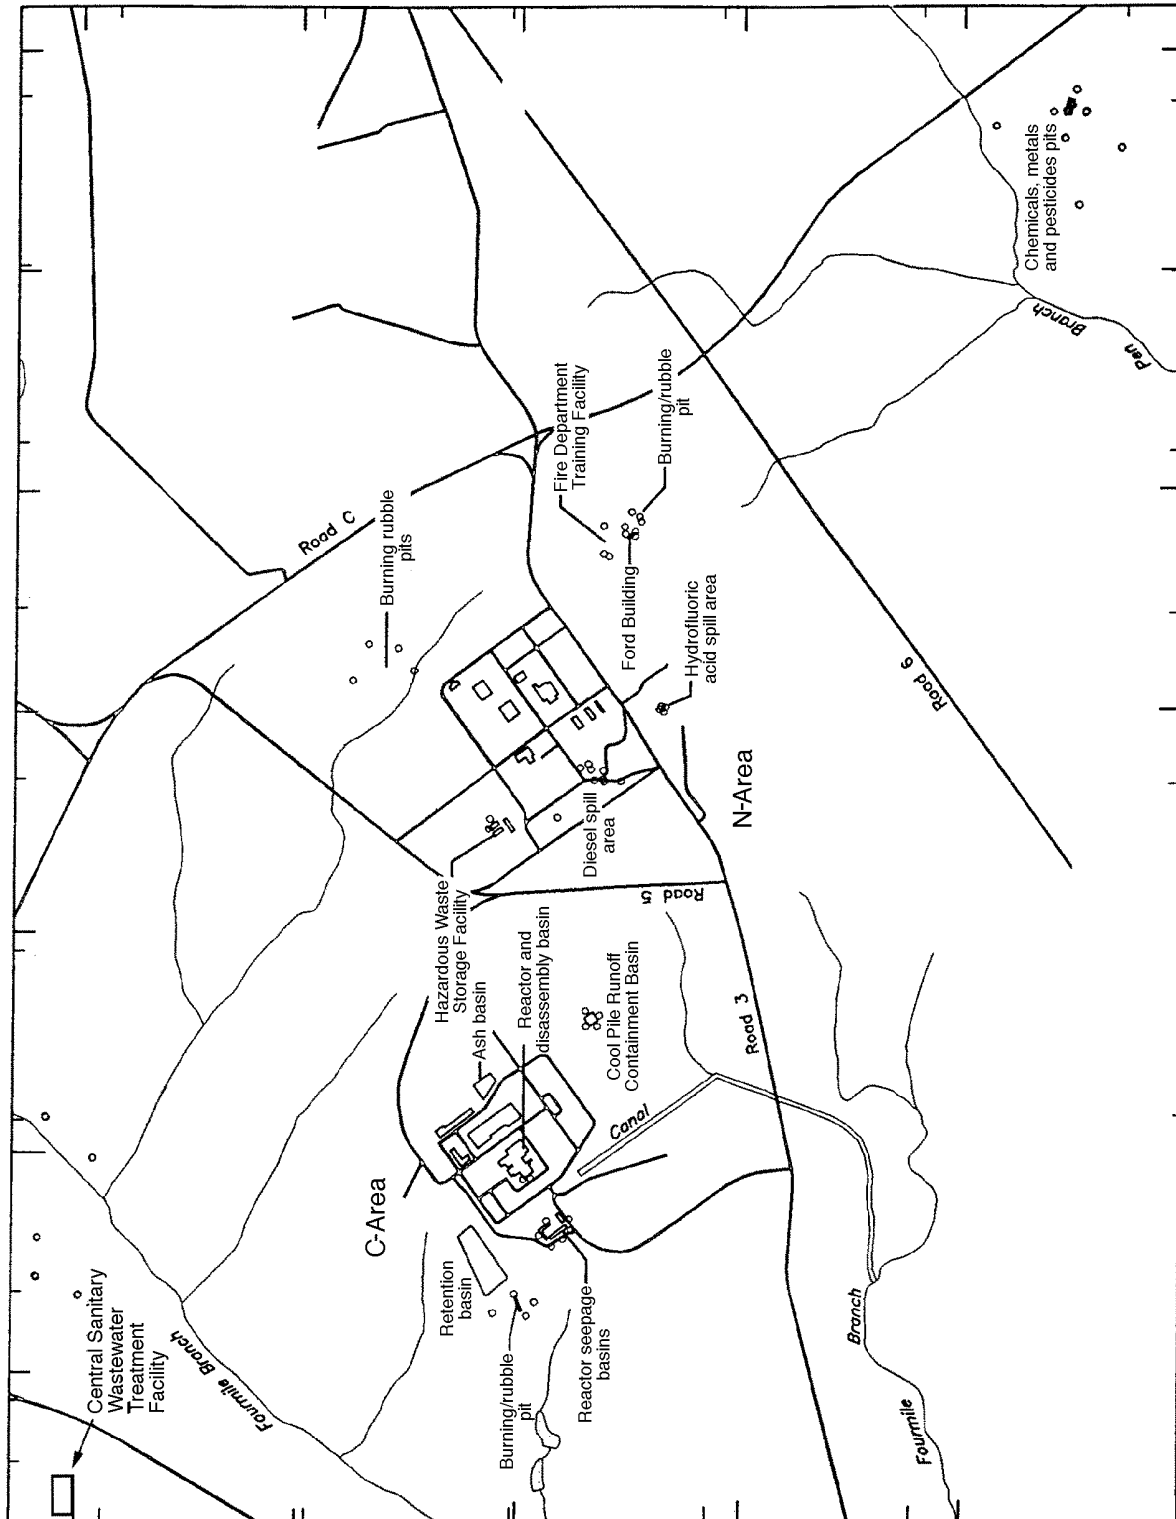 Central Sanitary
Wastewater
Treatment
Facility
Fourmile Branch
Burning/rubble
pit
Retention
basin
Reactor seepage
basins
C-Area
Canal
Ash basin
Reactor and
disassembly basin
Cool Pile Runoff
Containment Basin
Hazardous Waste
Storage Facility
Diesel spill
area
Road 5
Road 3
Branch
Fourmile
N-Area
Hydrofluoric
acid spill area
Ford Building
Fire Department
Training Facility
Burning/rubble
pit
Burning rubble
pits
Road C
Road 6
Chemicals, metals
and pesticides pits
Pen
Branch